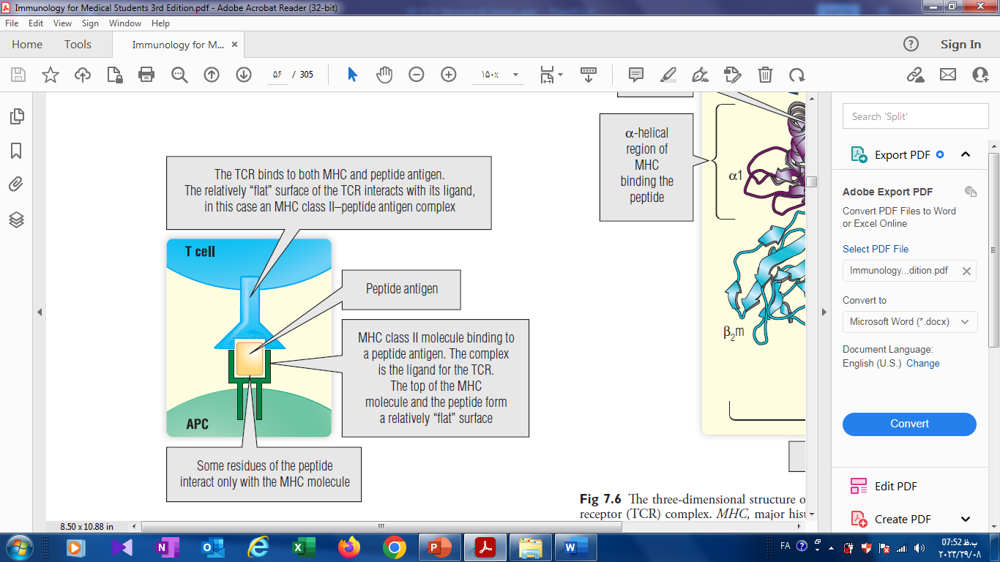 Immunology for Medical Students 3rd Edition.pdf - Adobe Acrobat Reader (32-bit)
File Edit View Sign Window Help
Home Tools Immunology for M... × Sign In
۵۶ / 305 ۱۵۰٪
The TCR binds to both MHC and peptide antigen.
The relatively “flat” surface of the TCR interacts with its ligand,
in this case an MHC class II–peptide antigen complex
T cell
Peptide antigen
MHC class II molecule binding to
a peptide antigen. The complex
is the ligand for the TCR.
The top of the MHC
molecule and the peptide form
a relatively “flat” surface
APC
Some residues of the peptide
interact only with the MHC molecule
α-helical
region of
MHC
binding the
peptide
α1
β2m
Fig 7.6 The three-dimensional structure o
receptor (TCR) complex. MHC, major hist
8.50 x 10.88 in
Search 'Split'
Export PDF
Adobe Export PDF
Convert PDF Files to Word
or Excel Online
Select PDF File
Immunology...dition.pdf
Convert to
Microsoft Word (*.docx)
Document Language:
English (U.S.) Change
Convert
Edit PDF
Create PDF
FA
07:52 ب.ظ
۲۰۲۳/۲۹/۰۸